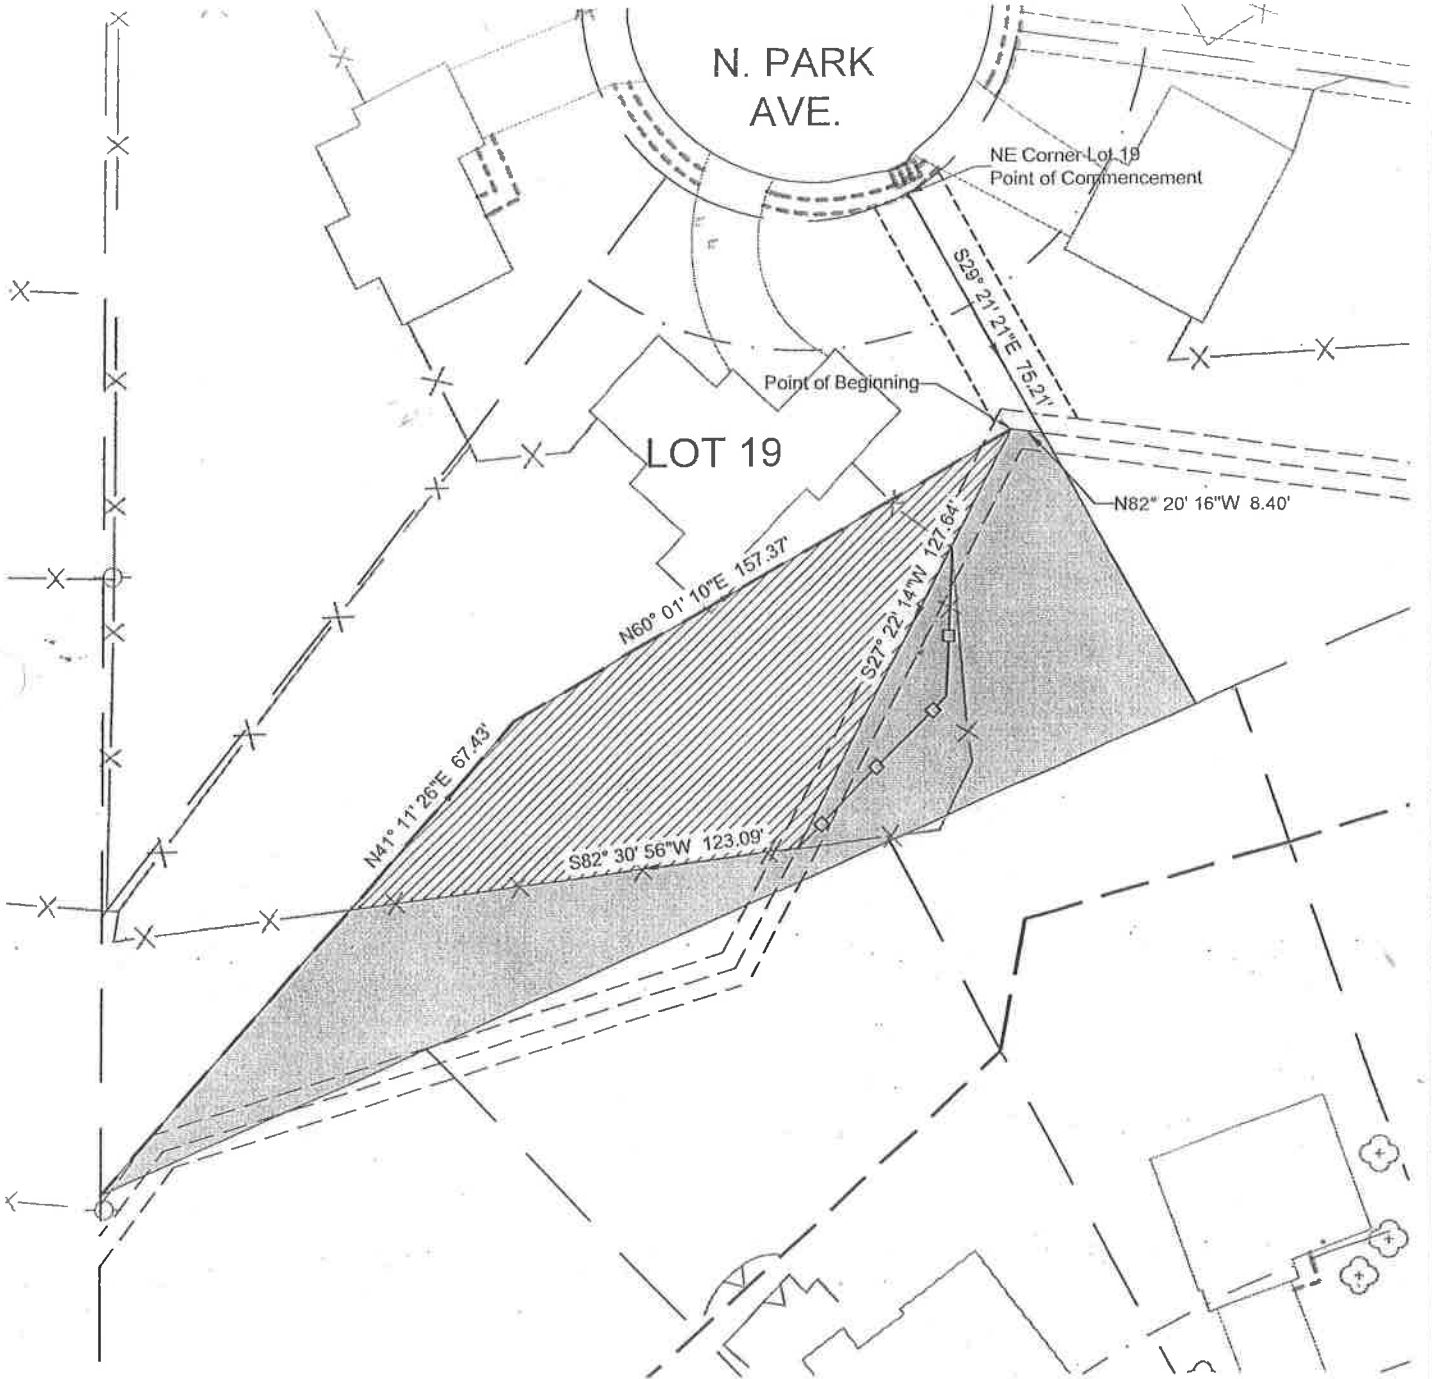 N. PARK
AVE.
NE Corner Lot 19
Point of Commencement
S29° 21' 21"E 75.21'
Point of Beginning
LOT 19
N82° 20' 16"W 8.40'
N60° 01' 10"E 157.37'
S27° 22' 14"W 127.64'
N41° 11' 26"E 67.43'
S82° 30' 56"W 123.09'